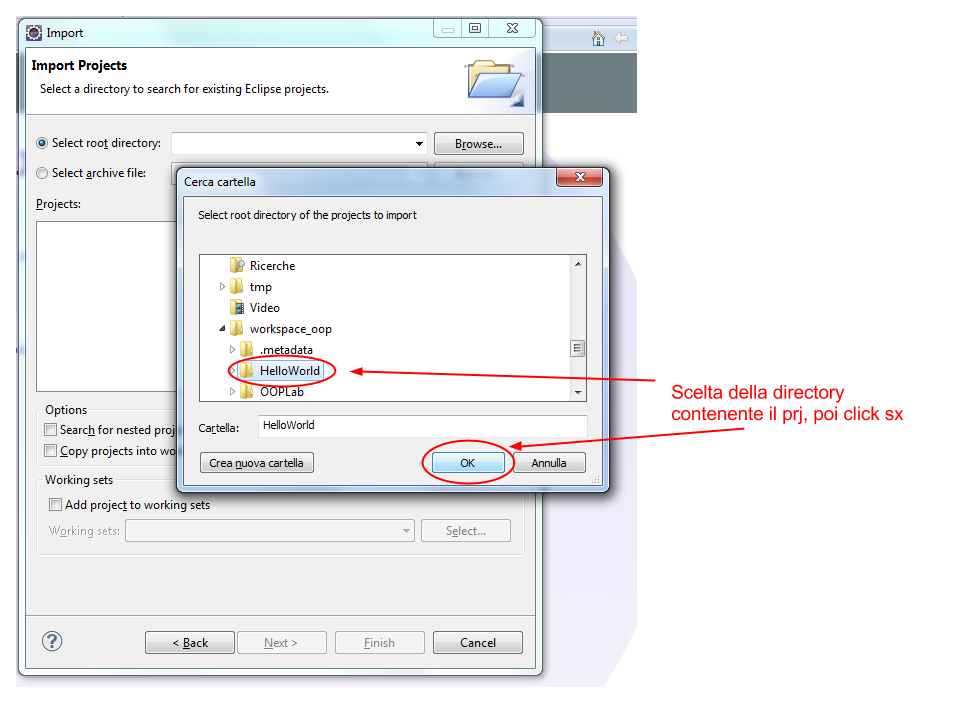 Import
Import Projects
Select a directory to search for existing Eclipse projects.
Select root directory:
Browse...
Select archive file:
Projects:
Cerca cartella
Select root directory of the projects to import
Ricerche
tmp
Video
workspace_oop
.metadata
HelloWorld
OOPLab
Cartella:
HelloWorld
Crea nuova cartella
OK
Annulla
Scelta della directory
contenente il prj, poi click sx
Options
Search for nested proj
Copy projects into wo
Working sets
Add project to working sets
Working sets:
Select...
< Back
Next >
Finish
Cancel